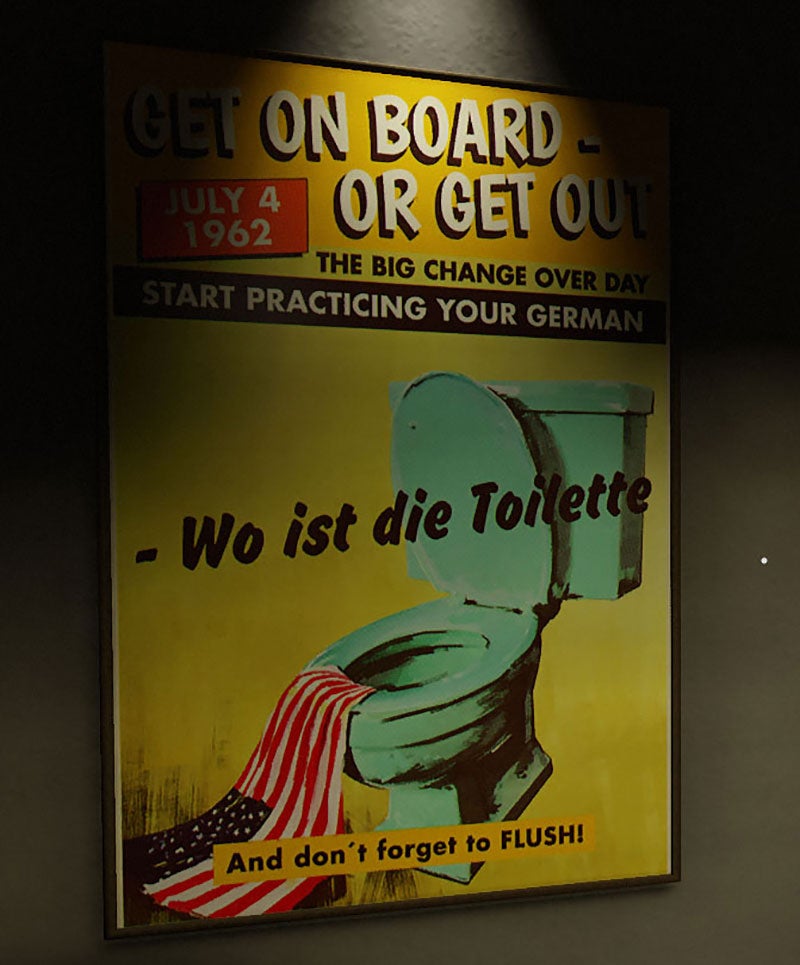 GET ON BOARD -
OR GET OUT
JULY 4
1962
THE BIG CHANGE OVER DAY
START PRACTICING YOUR GERMAN
- Wo ist die Toilette
And don´t forget to FLUSH!